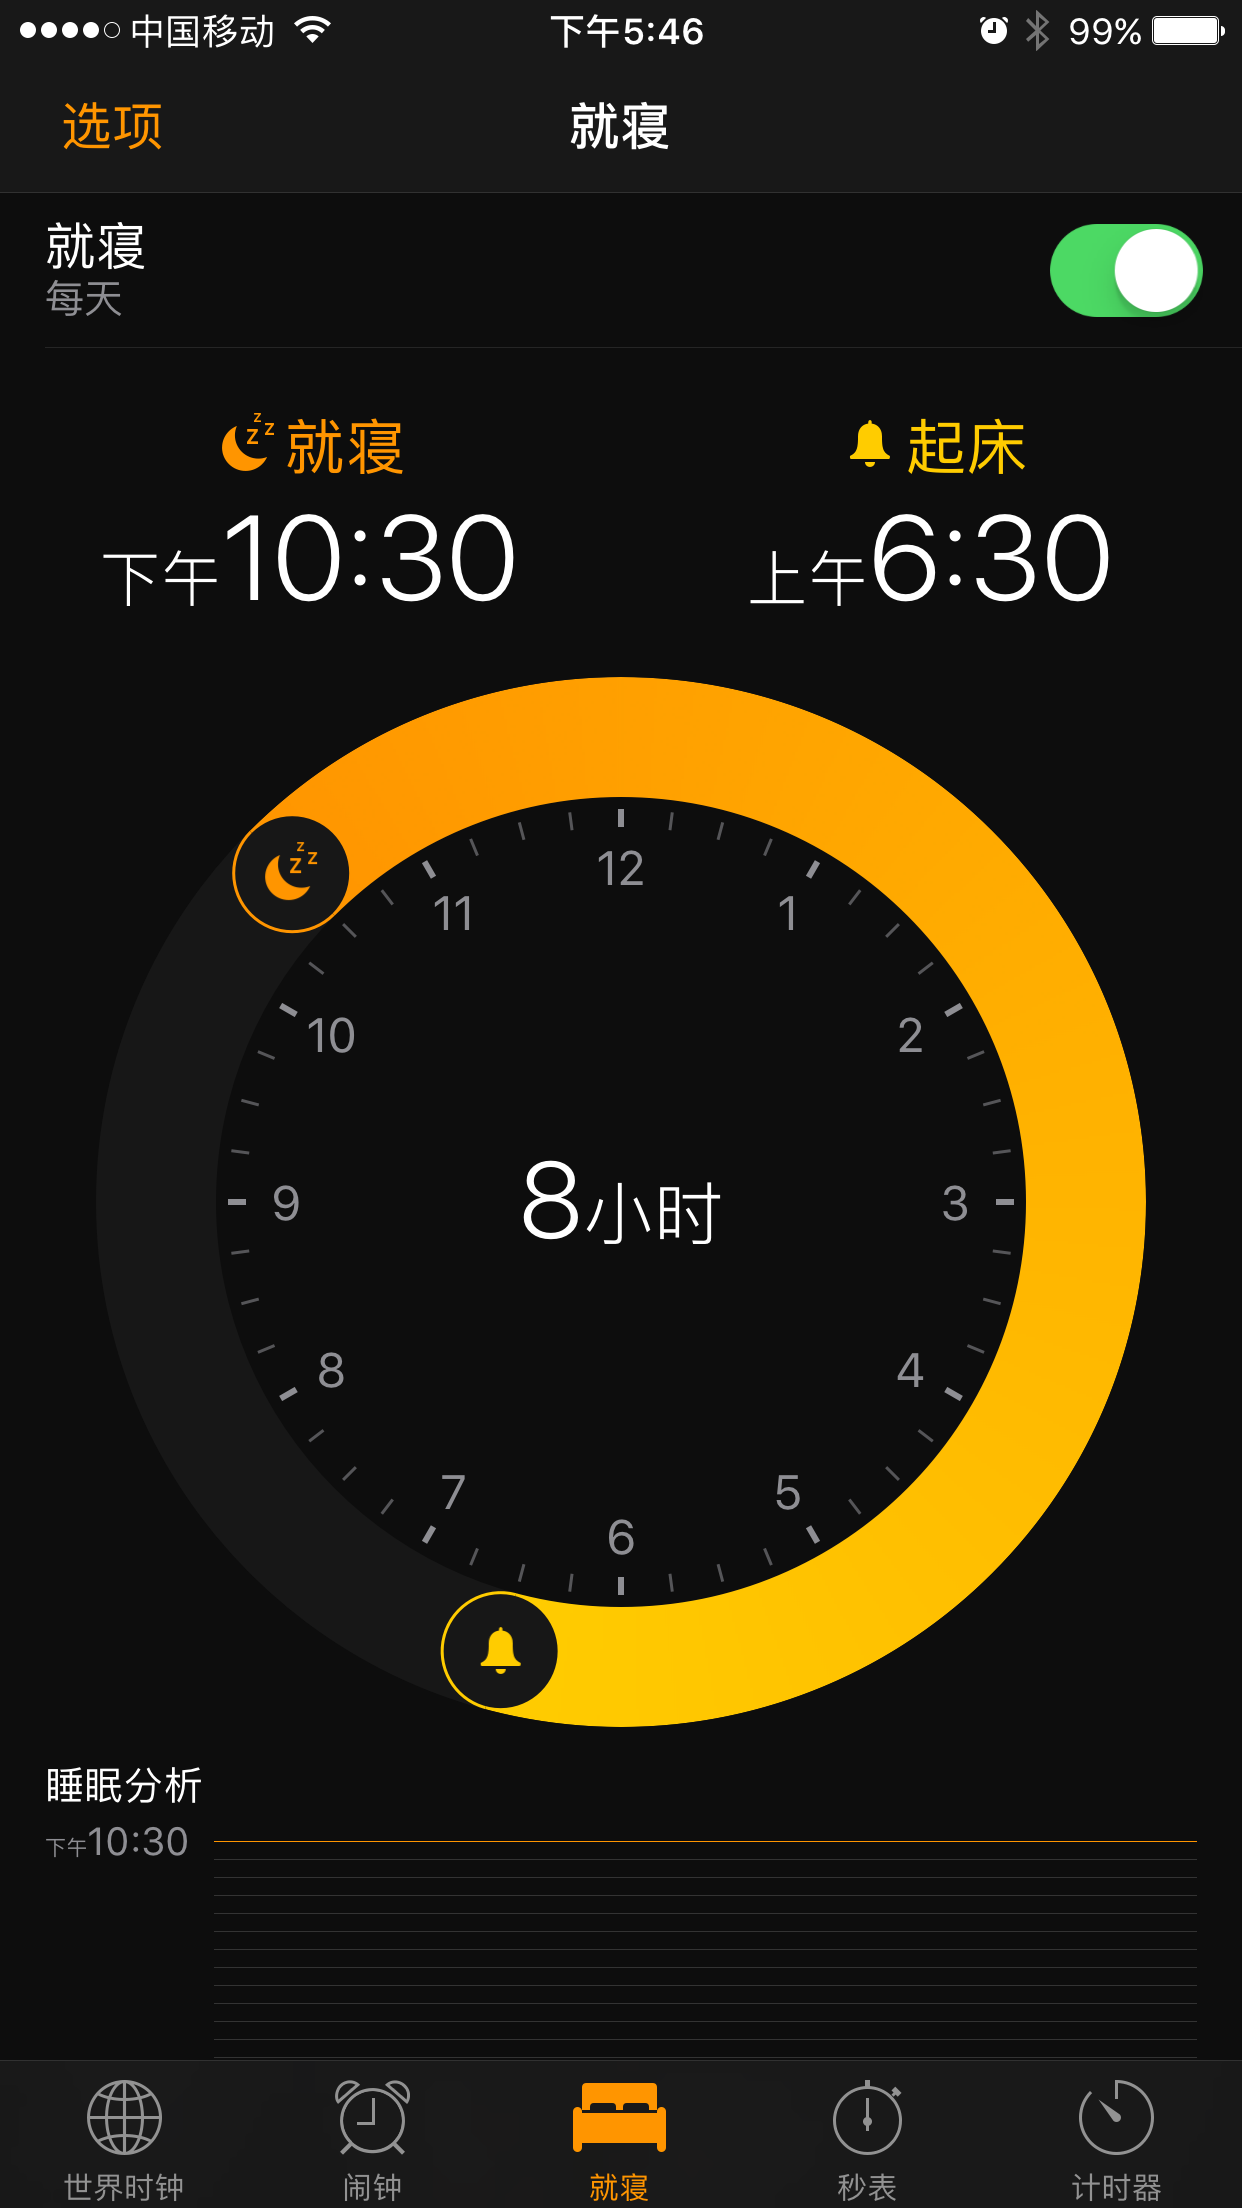 中国移动 下午5:46 99%
选项 就寝
就寝
每天
就寝 起床
下午10:30 上午6:30
12
11 1
10 2
9 8小时 3
8 4
7 5
6
睡眠分析
下午10:30
世界时钟 闹钟 就寝 秒表 计时器